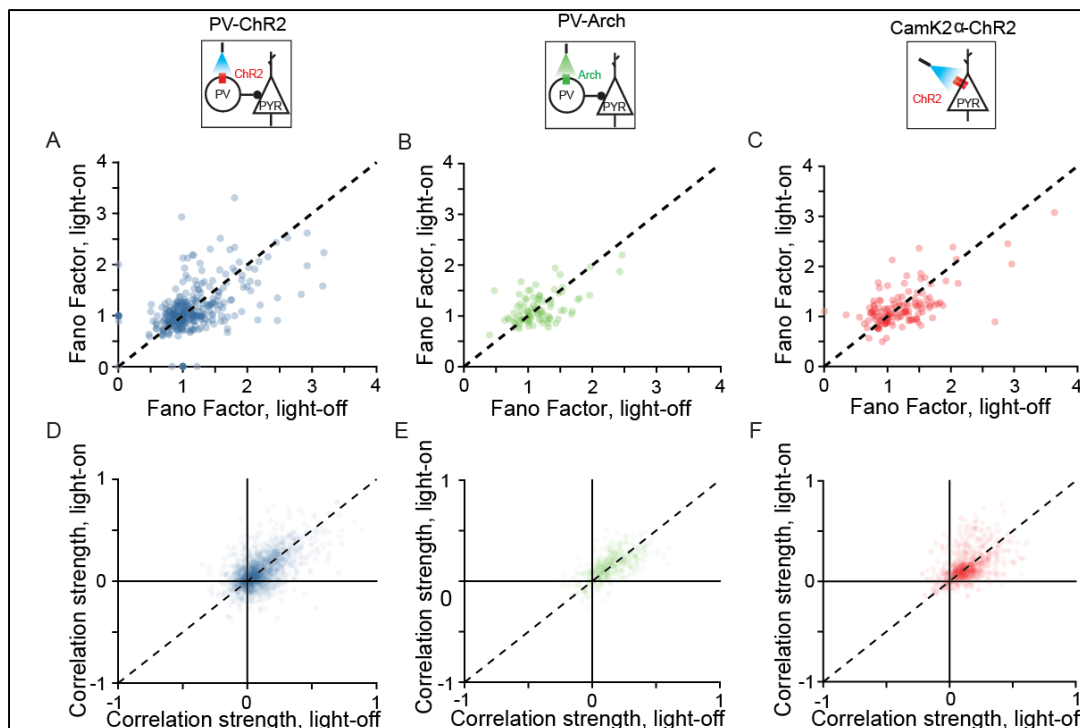 PV-ChR2
PV-Arch
CamK2α-ChR2
ChR2
PV
PYR
Arch
PV
PYR
ChR2
PYR
A
B
C
Fano Factor, light-on
4
3
2
1
0
0 1 2 3 4
Fano Factor, light-off
Fano Factor, light-on
4
3
2
1
0
0 1 2 3 4
Fano Factor, light-off
Fano Factor, light-on
4
3
2
1
0
0 1 2 3 4
Fano Factor, light-off
D
E
F
Correlation strength, light-on
1
0
-1
-1 0 1
Correlation strength, light-off
Correlation strength, light-on
1
0
0
-1
-1 0 1
Correlation strength, light-off
Correlation strength, light-on
1
0
-1
-1 0 1
Correlation strength, light-off